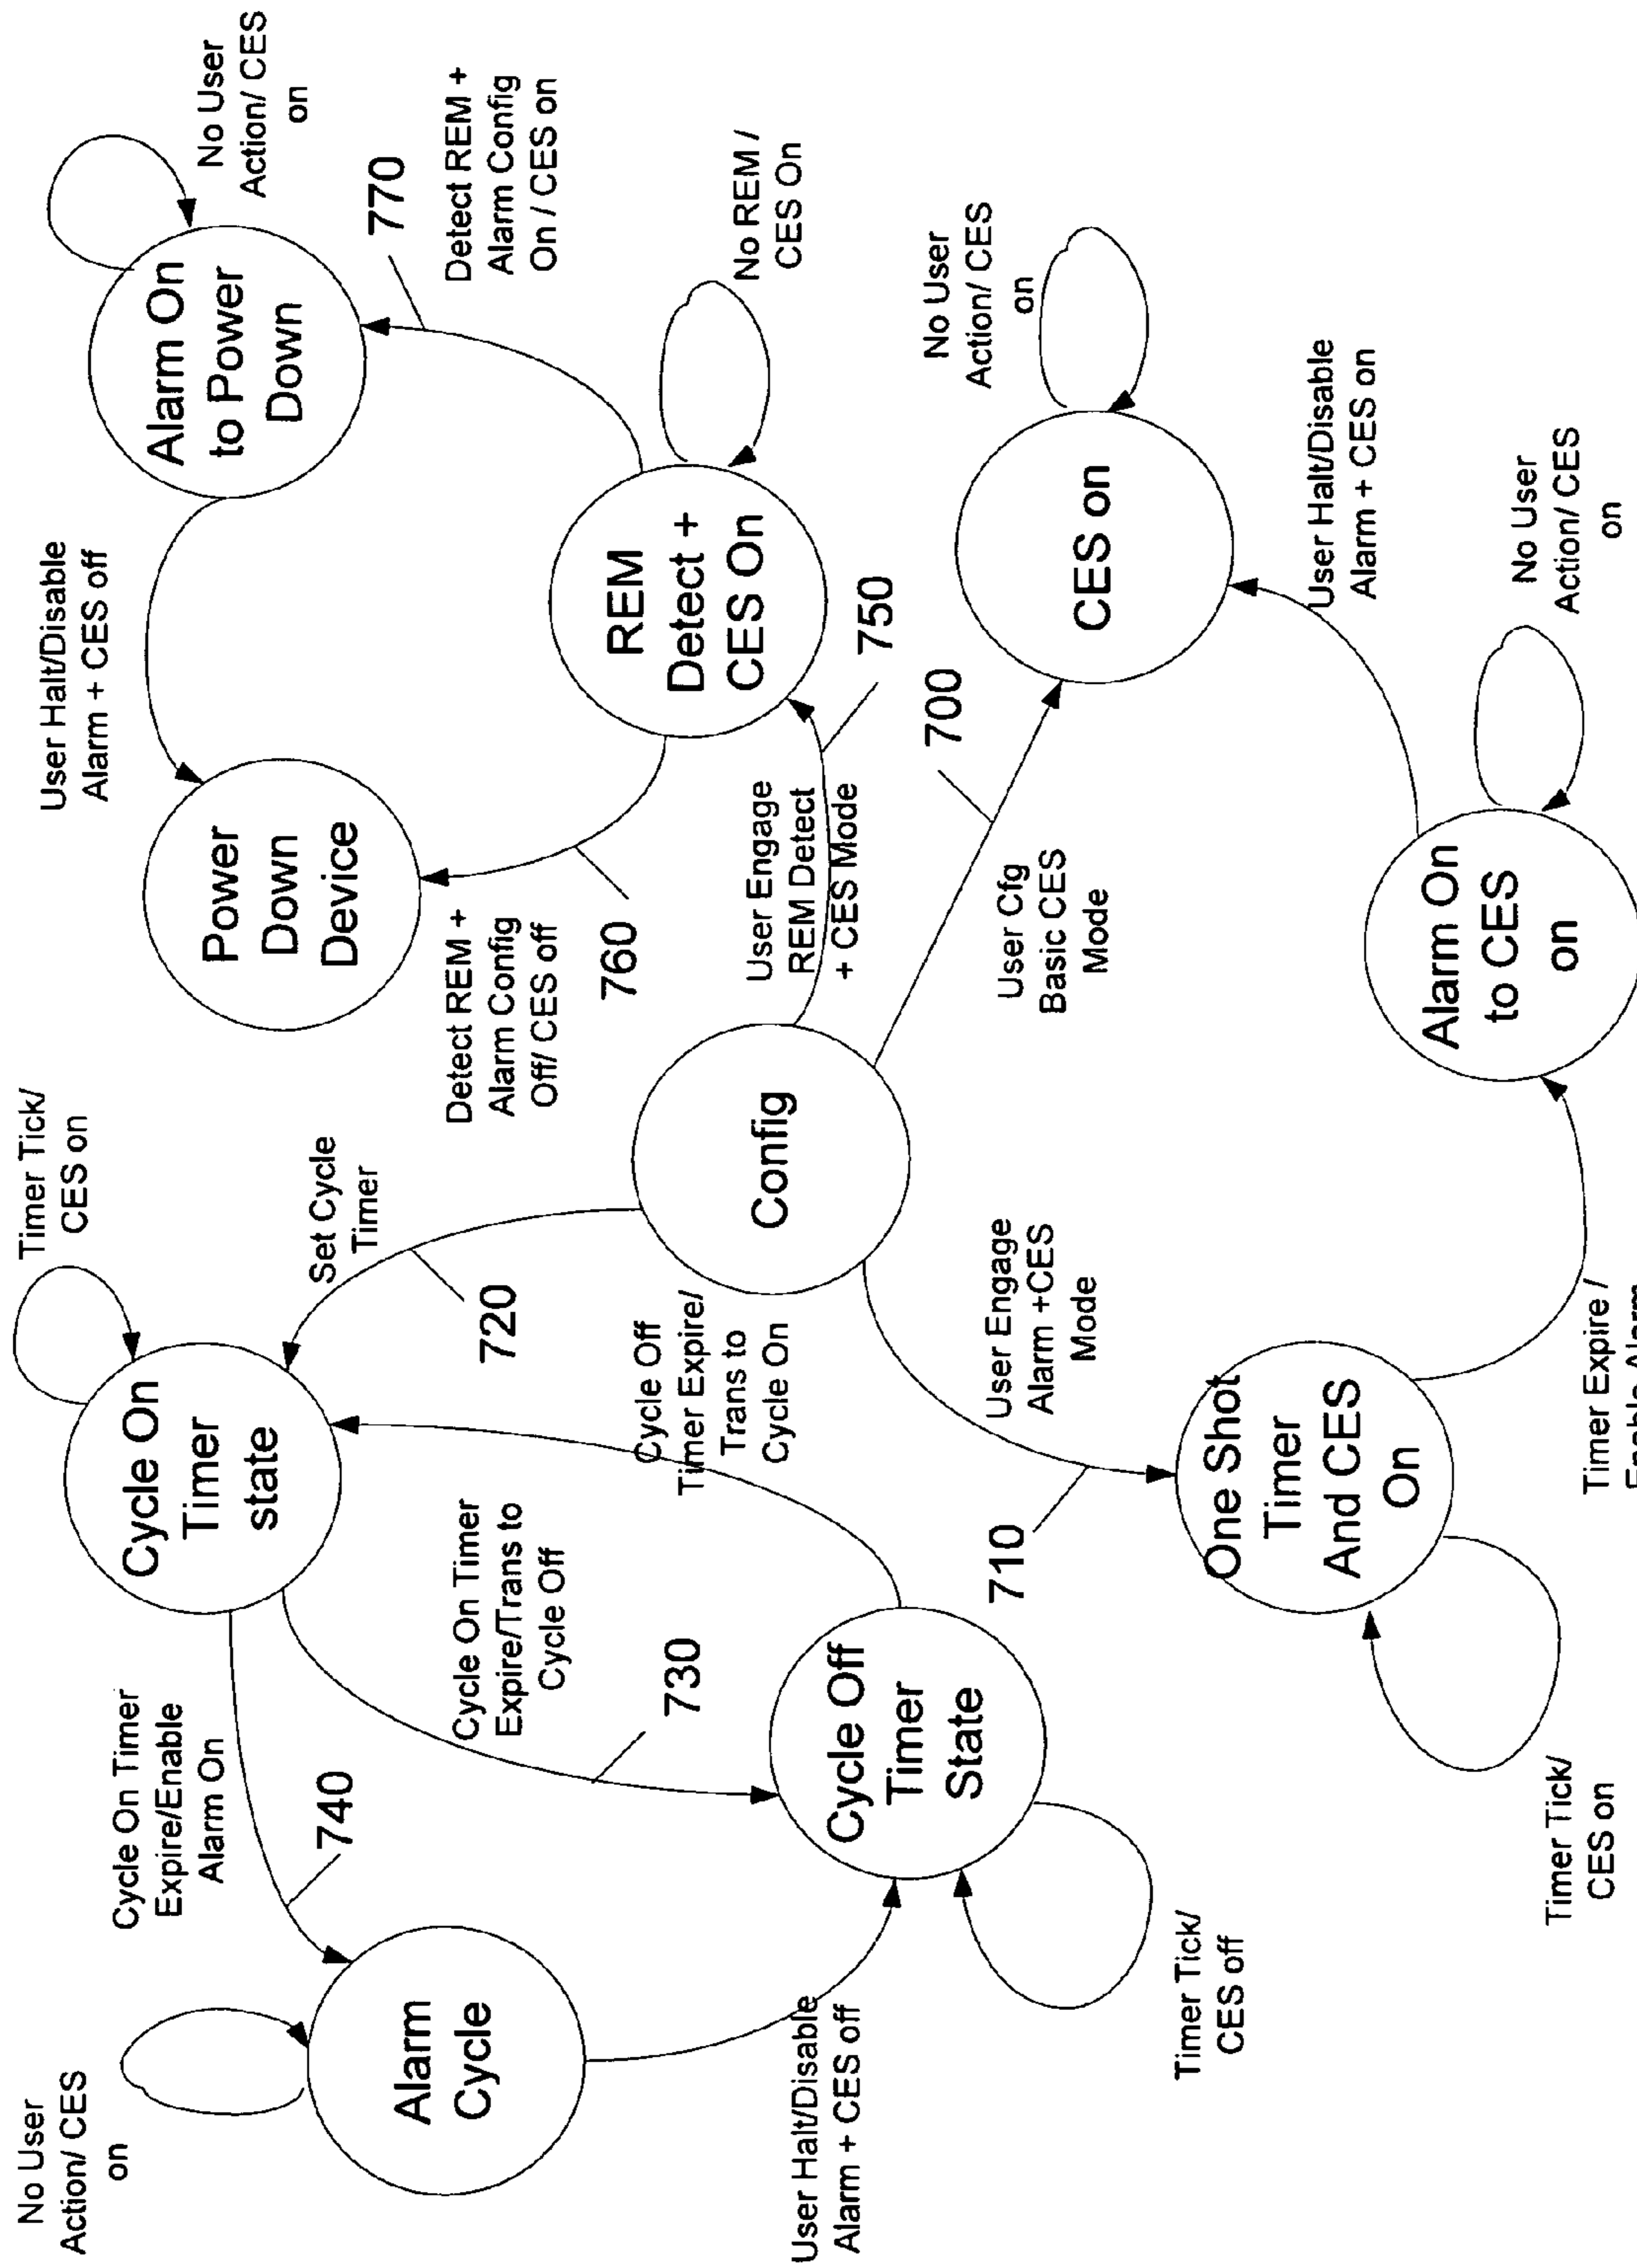 No User
Action/ CES
on
Alarm
Cycle
Cycle On Timer
Expire/Enable
Alarm On
740
User Halt/Disable
Alarm + CES off
Timer Tick/
CES on
Cycle On
Timer
state
Set Cycle
Timer
720
Cycle On Timer
Expire/Trans to
Cycle Off
730
Cycle Off
Timer Expire/
Trans to
Cycle On
Cycle Off
Timer
State
Timer Tick/
CES off
User Halt/Disable
Alarm + CES off
Power
Down
Device
Alarm On
to Power
Down
No User
Action/ CES
on
770
Detect REM +
Alarm Config
On / CES on
Detect REM +
Alarm Config
Off/ CES off
760
REM
Detect +
CES On
No REM /
CES On
User Engage
REM Detect
+ CES Mode
750
Config
700
User Cfg
Basic CES
Mode
CES on
No User
Action/ CES
on
User Engage
Alarm +CES
Mode
710
One Shot
Timer
And CES
On
Timer Tick/
CES on
Timer Expire /
Enable Alarm
Alarm On
to CES
on
User Halt/Disable
Alarm + CES on
No User
Action/ CES
on